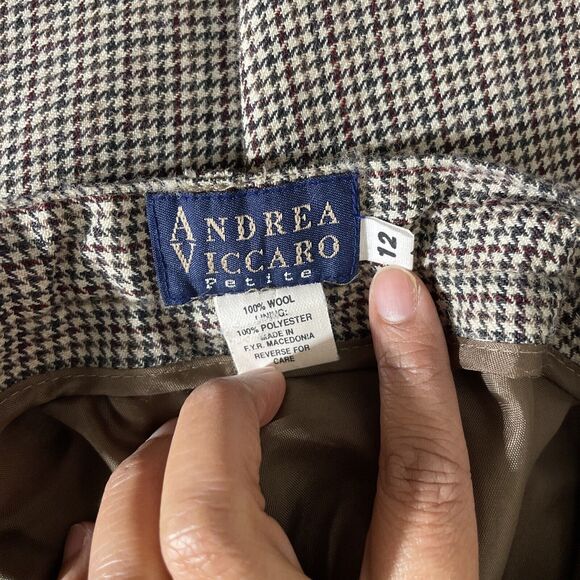 ANDREA
VICCARO
Petite
12
100% WOOL
LINING:
100% POLYESTER
MADE IN
F.Y.R. MACEDONIA
REVERSE FOR
CARE